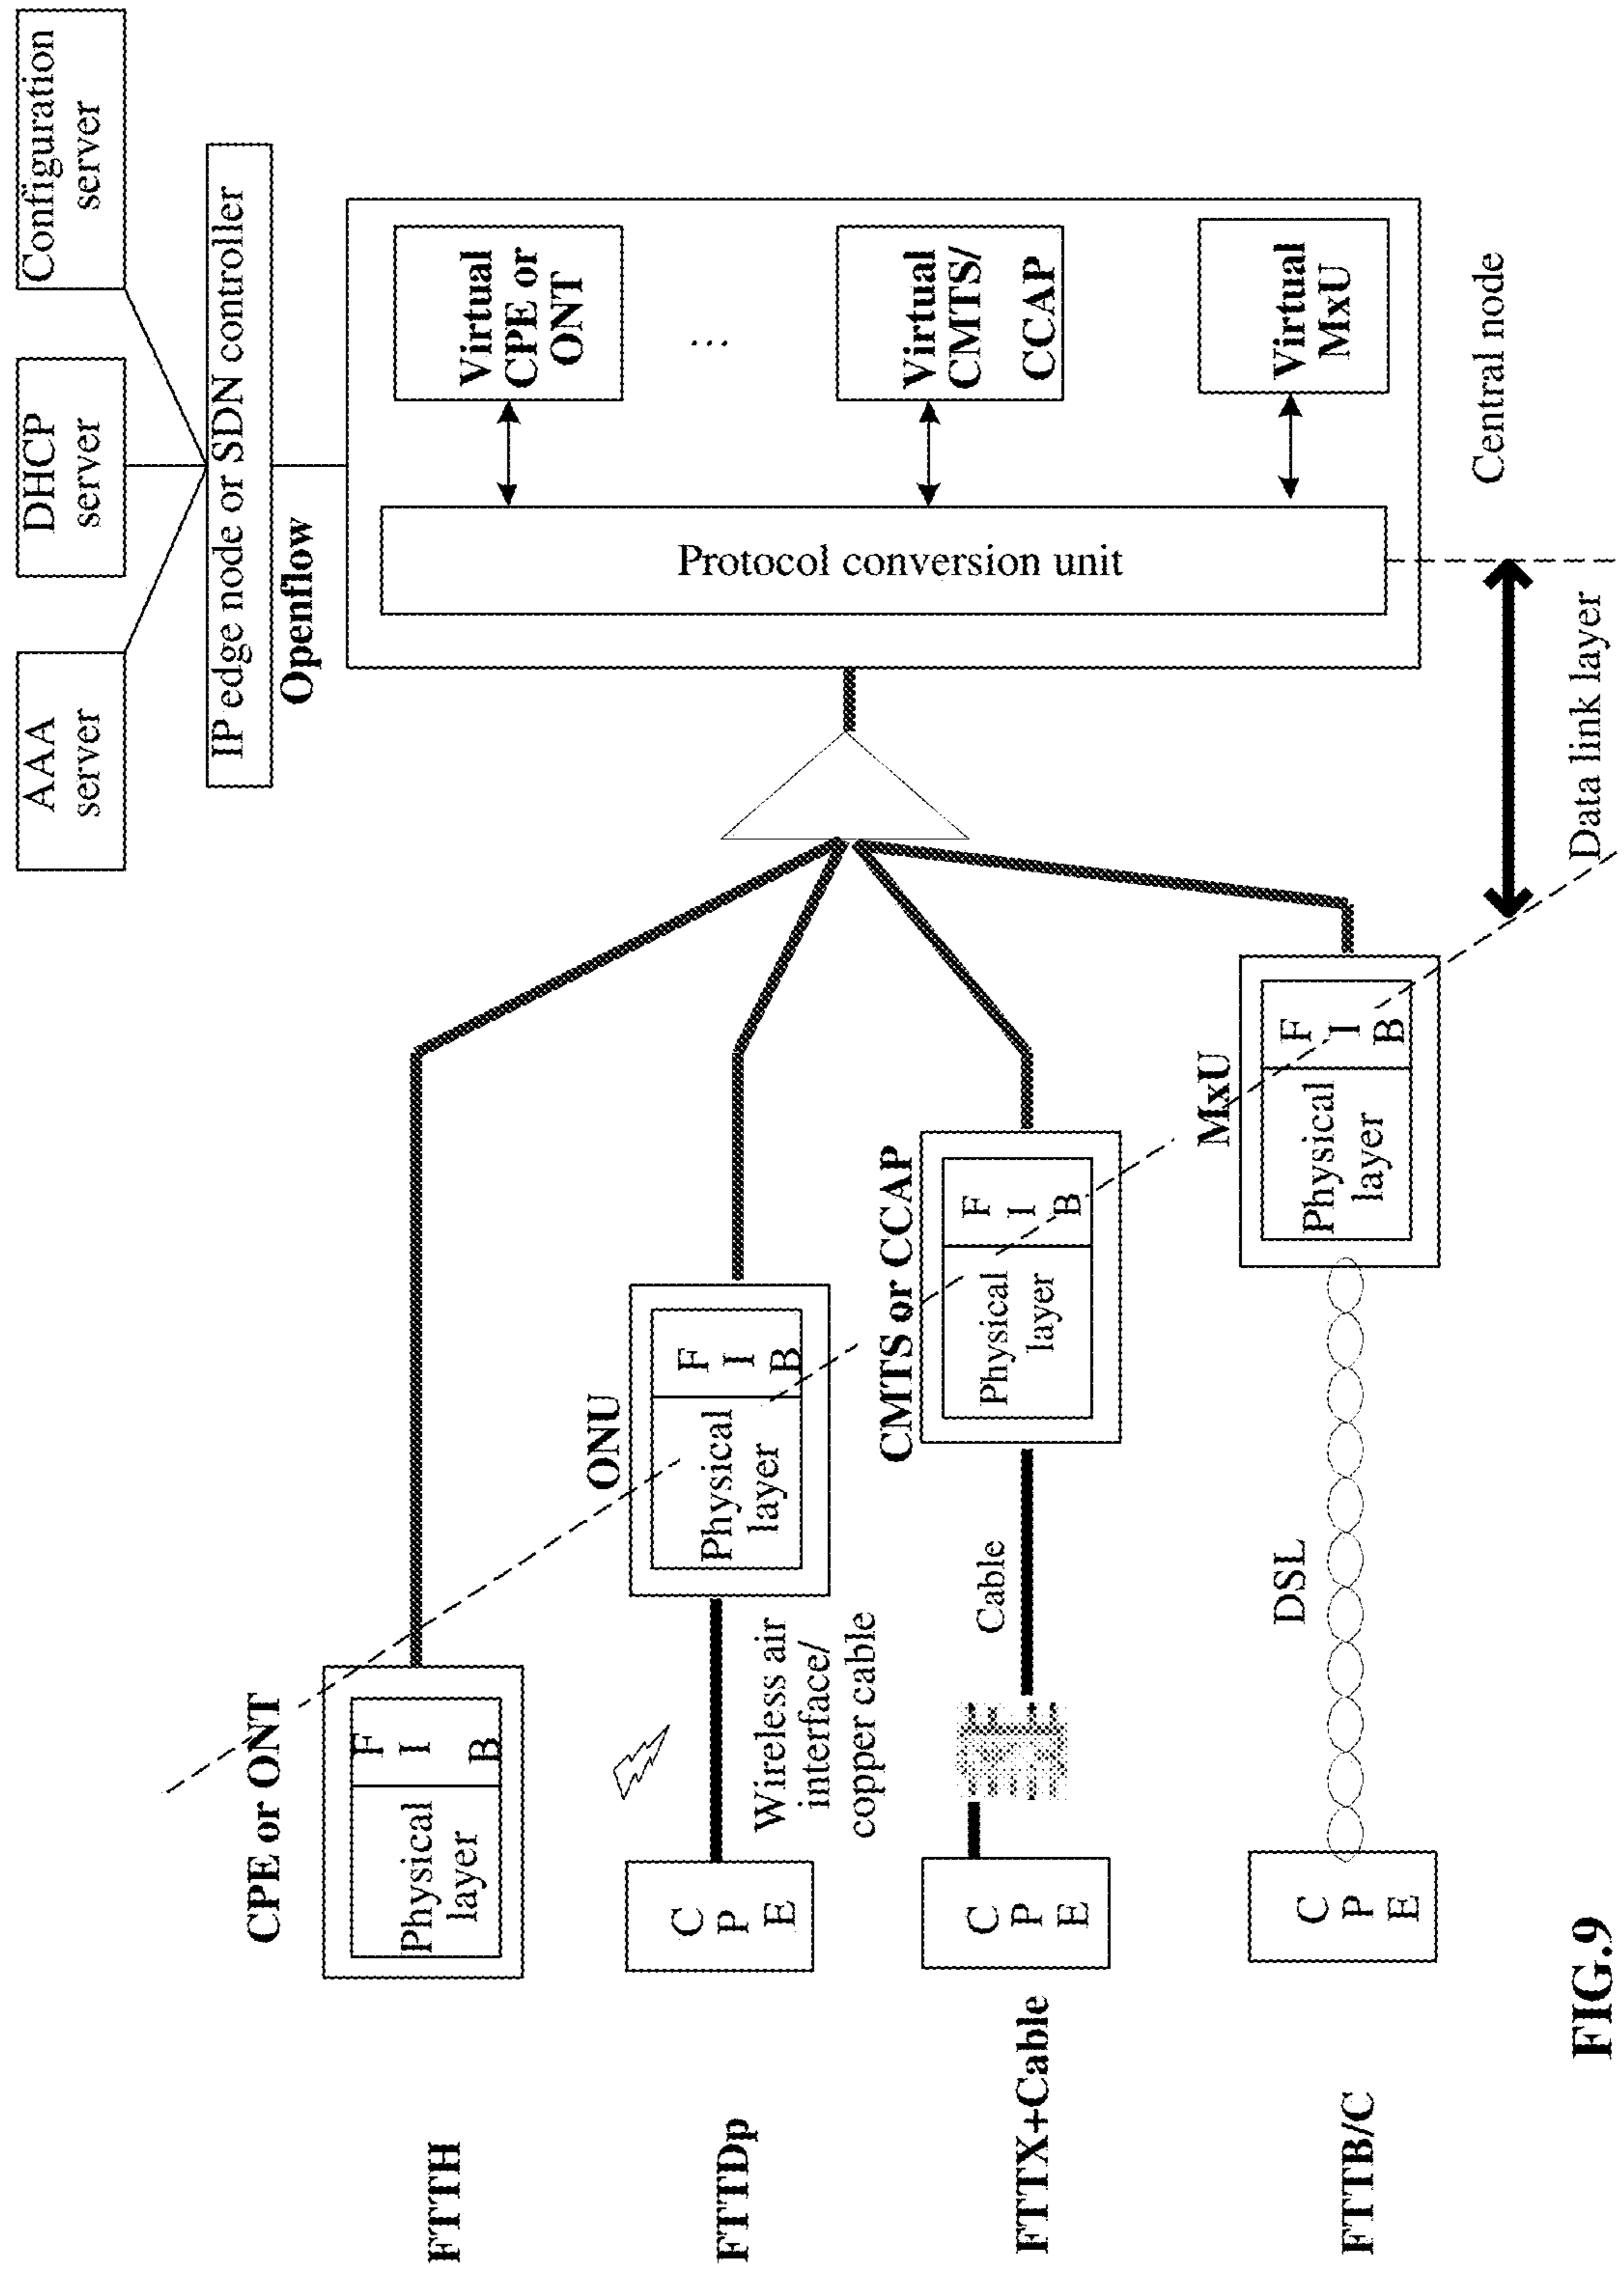 AAA
server
DHCP
server
Configuration
server
IP edge node or SDN controller
Openflow
Virtual
CPE or
ONT
...
Virtual
CMTS/
CCAP
Virtual
MxU
Protocol conversion unit
Central node
Data link layer
FTTH
CPE or ONT
Physical
layer
F
I
B
FTTDp
C
P
E
Wireless air
interface/
copper cable
ONU
Physical
layer
F
I
B
FTTX+Cable
C
P
E
Cable
CMTS or CCAP
Physical
layer
F
I
B
FTTB/C
C
P
E
DSL
MxU
Physical
layer
F
I
B
FIG.9